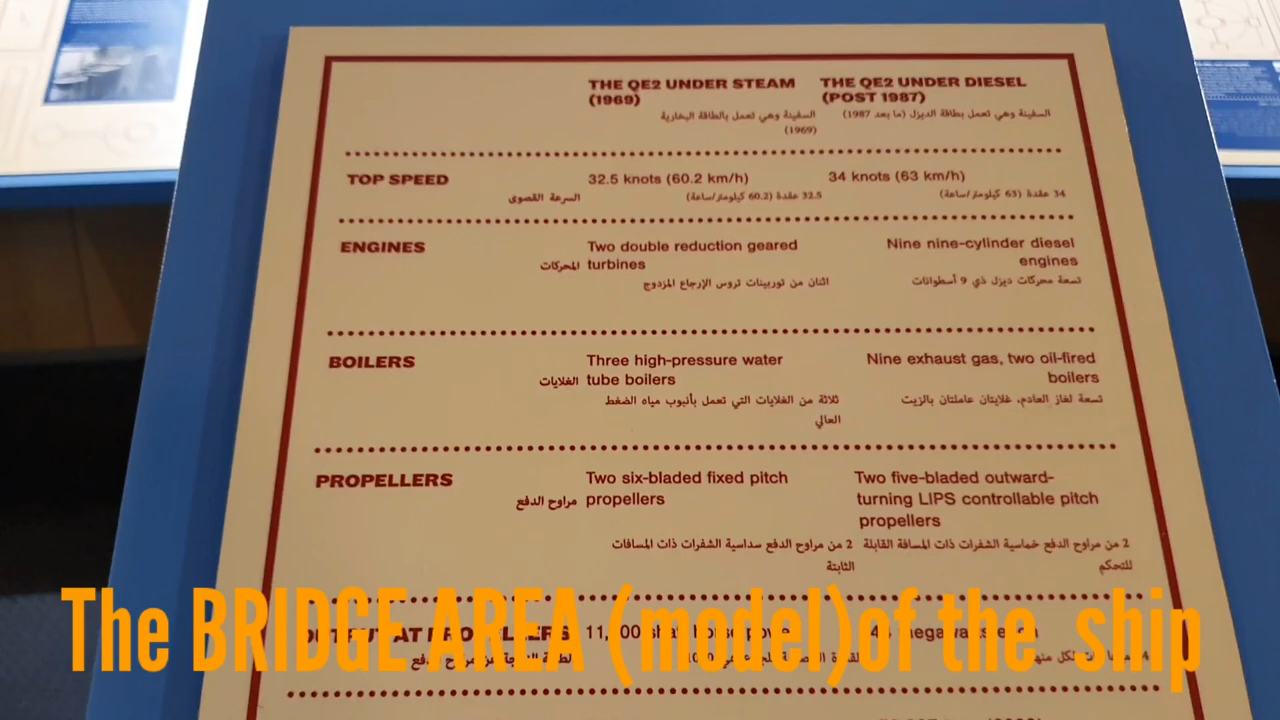 THE QE2 UNDER STEAM (1969)
السفينة وهي تعمل بالطاقة البخارية
(1969)
THE QE2 UNDER DIESEL (POST 1987)
السفينة وهي تعمل بطاقة الديزل (ما بعد 1987)
TOP SPEED
السرعة القصوى
32.5 knots (60.2 km/h)
32.5 عقدة (60.2 كيلومتر/ساعة)
34 knots (63 km/h)
34 عقدة (63 كيلومتر/ساعة)
ENGINES
المحركات
Two double reduction geared
turbines
اثنان من توربينات تروس الإرجاع المزدوج
Nine nine-cylinder diesel
engines
تسعة محركات ديزل ذي 9 أسطوانات
BOILERS
الغلايات
Three high-pressure water
tube boilers
ثلاثة من الغلايات التي تعمل بأنبوب مياه الضغط
العالي
Nine exhaust gas, two oil-fired
boilers
تسعة لغاز العادم، غلايتان عاملتان بالزيت
PROPELLERS
مراوح الدفع
Two six-bladed fixed pitch
propellers
2 من مراوح الدفع سداسية الشفرات ذات المسافات
الثابتة
Two five-bladed outward-
turning LIPS controllable pitch
propellers
2 من مراوح الدفع خماسية الشفرات ذات المسافة القابلة
للتحكم
The BRIDGE AREA (model)of the ship